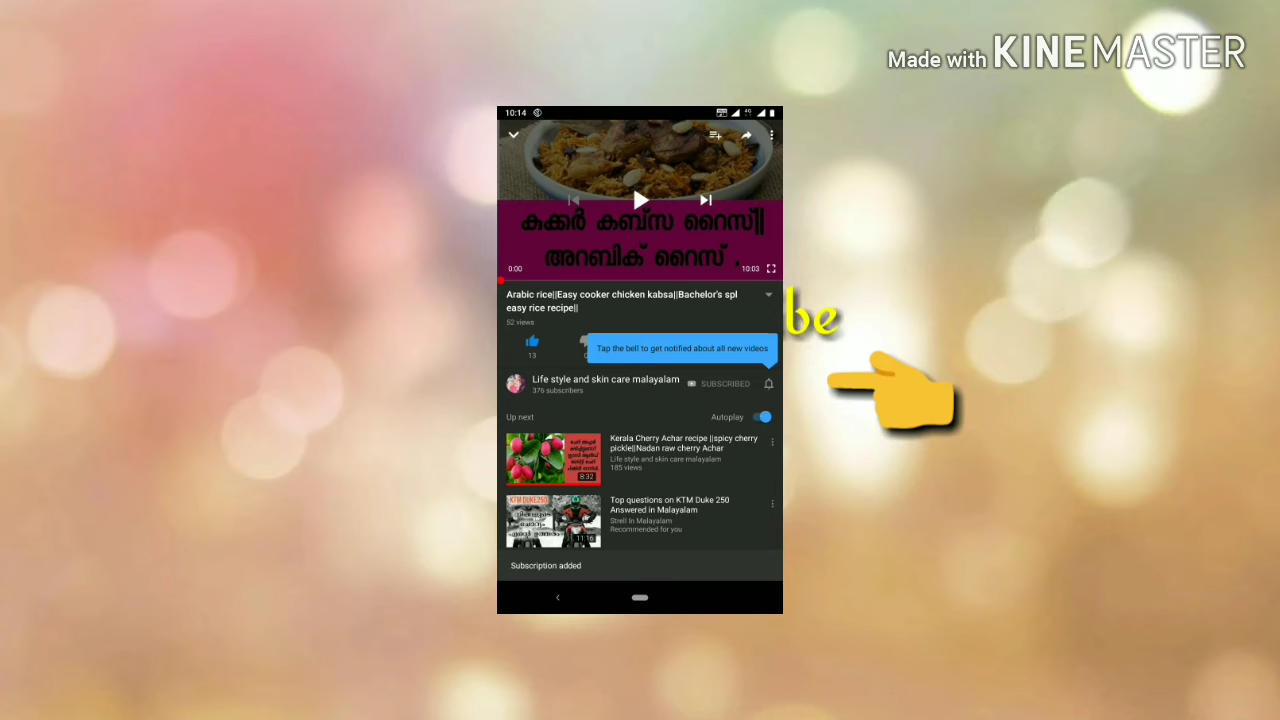 Made with KINEMASTER
10:14
കുക്കർ കബ്സ റൈസ്||
അറബിക് റൈസ് .
0:00
10:03
Arabic rice||Easy cooker chicken kabsa||Bachelor's spl
easy rice recipe||
52 views
13
Tap the bell to get notified about all new videos
be
Life style and skin care malayalam
SUBSCRIBED
376 subscribers
Up next
Autoplay
Kerala Cherry Achar recipe ||spicy cherry
pickle||Nadan raw cherry Achar
Life style and skin care malayalam
185 views
8:32
KTM DUKE250
Top questions on KTM Duke 250
Answered in Malayalam
Strell In Malayalam
Recommended for you
11:16
Subscription added